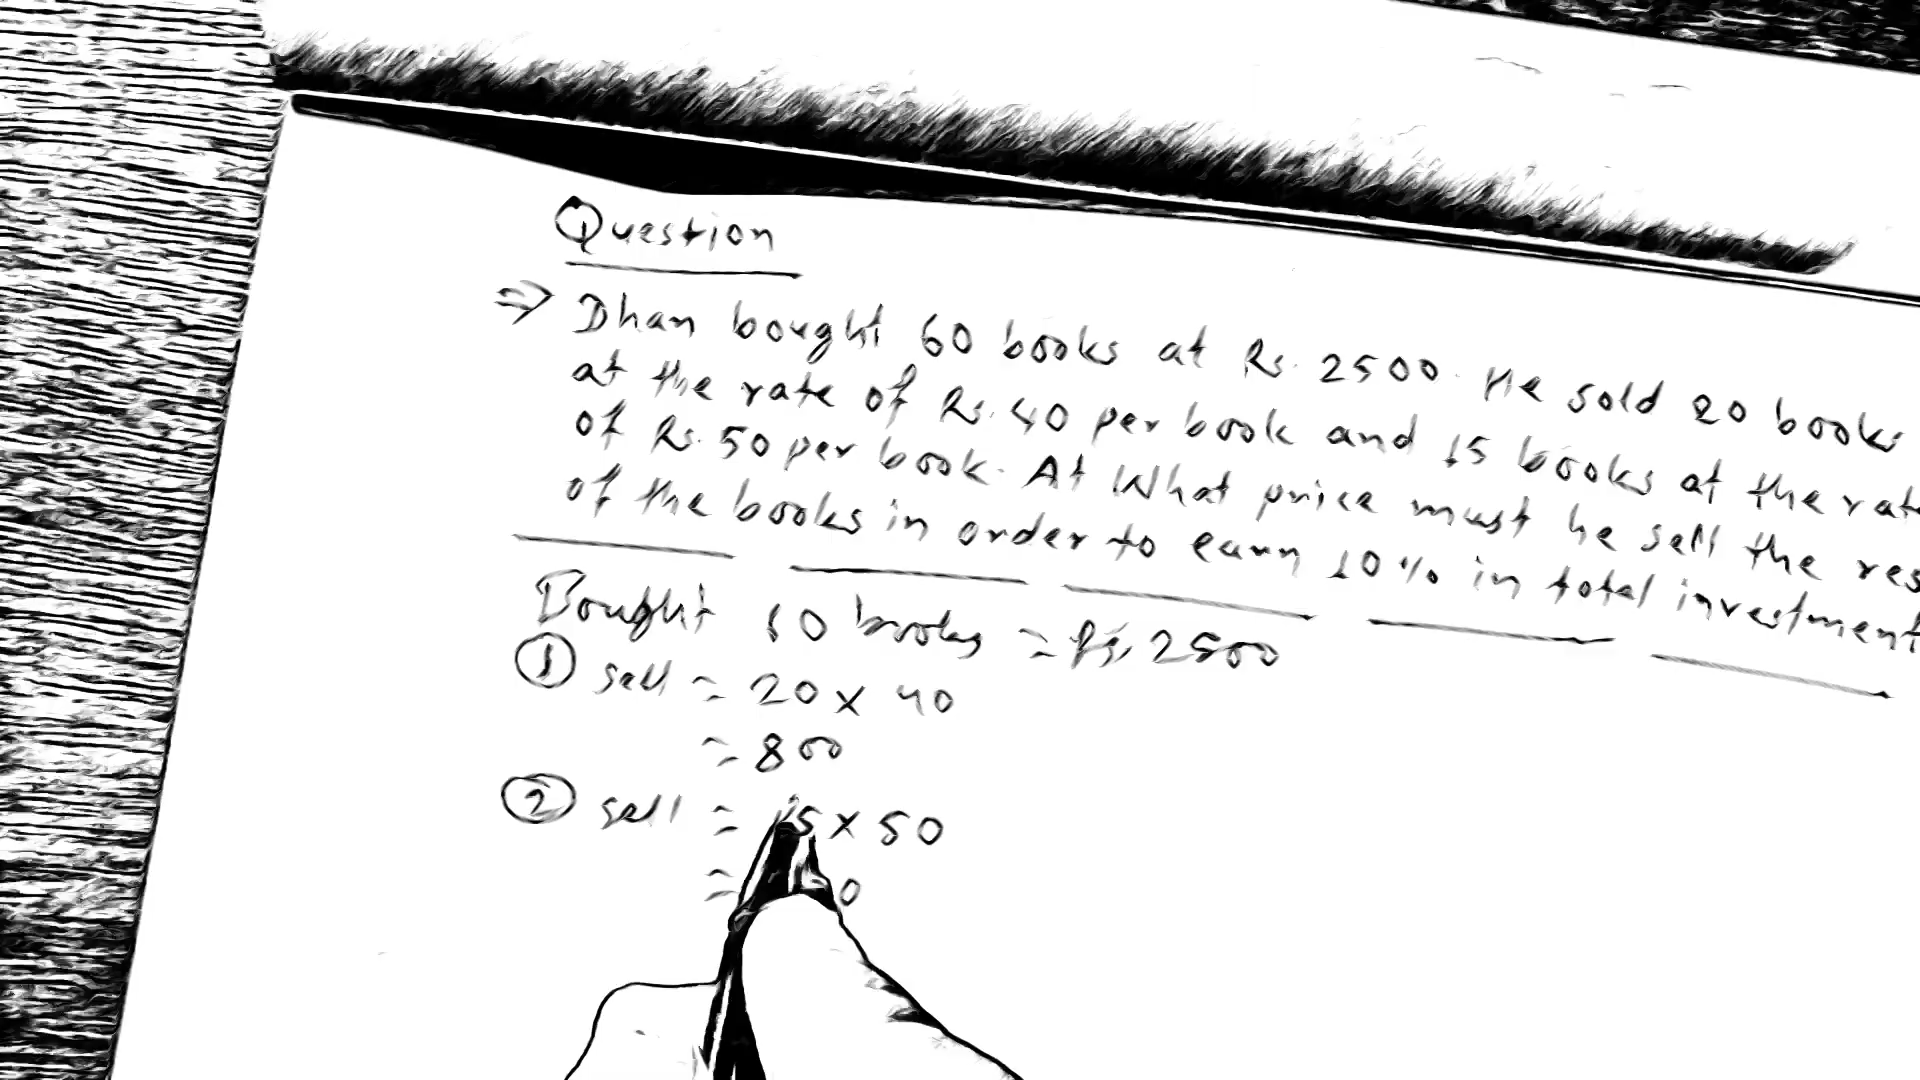 Question
⇒ Dhan bought 60 books at Rs. 2500. He sold 20 books
at the rate of Rs. 40 per book and 15 books at the rate
of Rs. 50 per book. At What price must he sell the res
of the books in order to earn 10% in total investment
Bought 60 books = Rs. 2500
① sell = 20 x 40
= 800
② sell = 15 x 50
=